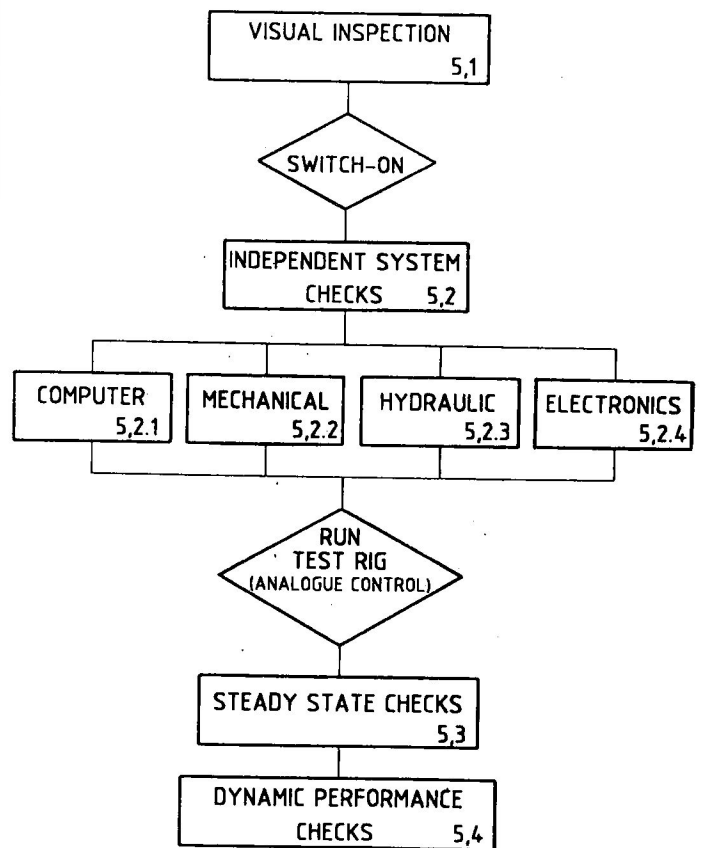 VISUAL INSPECTION
5,1
SWITCH-ON
INDEPENDENT SYSTEM
CHECKS 5,2
COMPUTER
5,2.1
MECHANICAL
5,2.2
HYDRAULIC
5,2.3
ELECTRONICS
5,2.4
RUN
TEST RIG
(ANALOGUE CONTROL)
STEADY STATE CHECKS
5,3
DYNAMIC PERFORMANCE
CHECKS 5,4